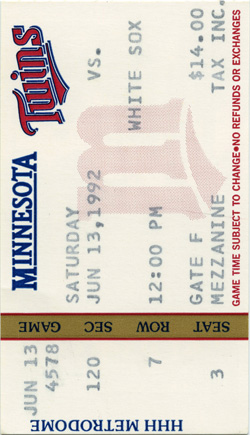 MINNESOTA Twins
SATURDAY VS.
JUN 13,1992
12:00 PM WHITE SOX
GATE F $14.00
MEZZANINE TAX INC.
GAME TIME SUBJECT TO CHANGE•NO REFUNDS OR EXCHANGES
GAME SEC ROW SEAT
JUN 13
4578 120 7 3
HHH METRODOME